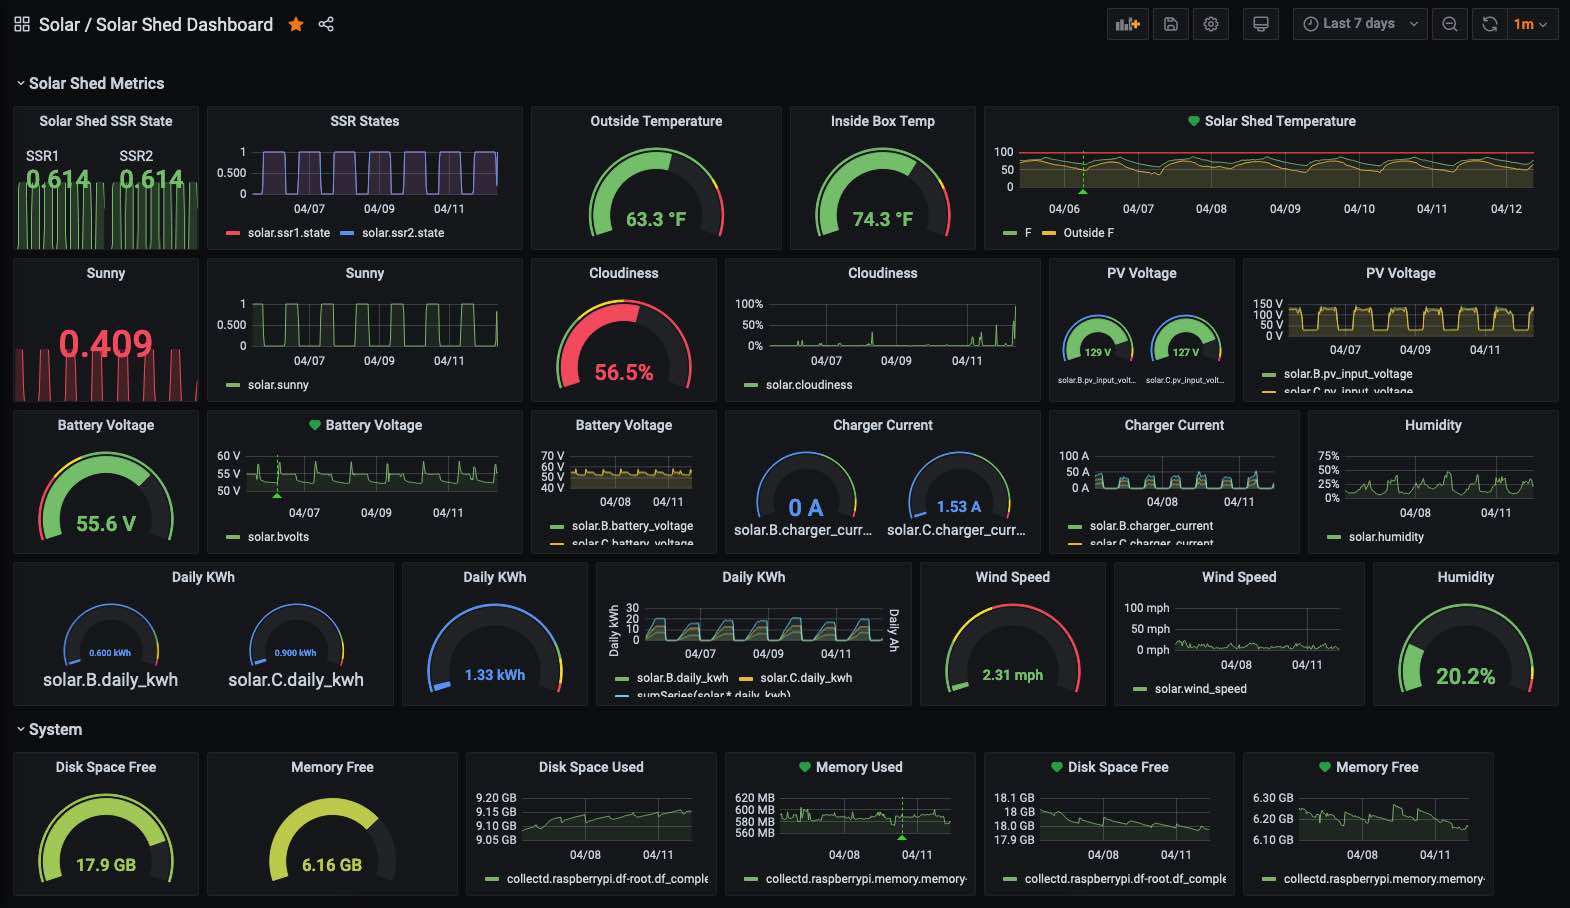 Solar / Solar Shed Dashboard
Last 7 days
1m
Solar Shed Metrics
Solar Shed SSR State
SSR1
SSR2
0.614
0.614
SSR States
1
0.500
0
04/07
04/09
04/11
solar.ssr1.state
solar.ssr2.state
Outside Temperature
63.3 °F
Inside Box Temp
74.3 °F
Solar Shed Temperature
100
50
0
04/06
04/07
04/08
04/09
04/10
04/11
04/12
F
Outside F
Sunny
0.409
Sunny
1
0.500
0
04/07
04/09
04/11
solar.sunny
Cloudiness
56.5%
Cloudiness
100%
50%
0%
04/07
04/09
04/11
solar.cloudiness
PV Voltage
129 V
127 V
solar.B.pv_input_volt...
solar.C.pv_input_volt...
PV Voltage
150 V
100 V
50 V
0 V
04/07
04/09
04/11
solar.B.pv_input_voltage
solar.C.pv_input_voltage
Battery Voltage
55.6 V
Battery Voltage
60 V
55 V
50 V
04/07
04/09
04/11
solar.bvolts
Battery Voltage
70 V
60 V
50 V
40 V
04/08
04/11
solar.B.battery_voltage
solar.C.battery_voltage
Charger Current
0 A
1.53 A
solar.B.charger_curr...
solar.C.charger_curr...
Charger Current
100 A
50 A
0 A
04/08
04/11
solar.B.charger_current
solar.C.charger_current
Humidity
75%
50%
25%
0%
04/08
04/11
solar.humidity
Daily KWh
0.600 kWh
0.900 kWh
solar.B.daily_kWh
solar.C.daily_kWh
Daily KWh
1.33 kWh
Daily KWh
Daily kWh
30
20
10
0
Daily Ah
04/07
04/09
04/11
solar.B.daily_kwh
solar.C.daily_kwh
sumSeries(solar.*.daily_kwh)
Wind Speed
2.31 mph
Wind Speed
100 mph
50 mph
0 mph
04/08
04/11
solar.wind_speed
Humidity
20.2%
System
Disk Space Free
17.9 GB
Memory Free
6.16 GB
Disk Space Used
9.20 GB
9.15 GB
9.10 GB
9.05 GB
04/08
04/11
collectd.raspberrypi.df-root.df_comple
Memory Used
620 MB
600 MB
580 MB
560 MB
04/08
04/11
collectd.raspberrypi.memory.memory-
Disk Space Free
18.1 GB
18 GB
18.0 GB
17.9 GB
04/08
04/11
collectd.raspberrypi.df-root.df_comple
Memory Free
6.30 GB
6.20 GB
6.10 GB
04/08
04/11
collectd.raspberrypi.memory.memory-